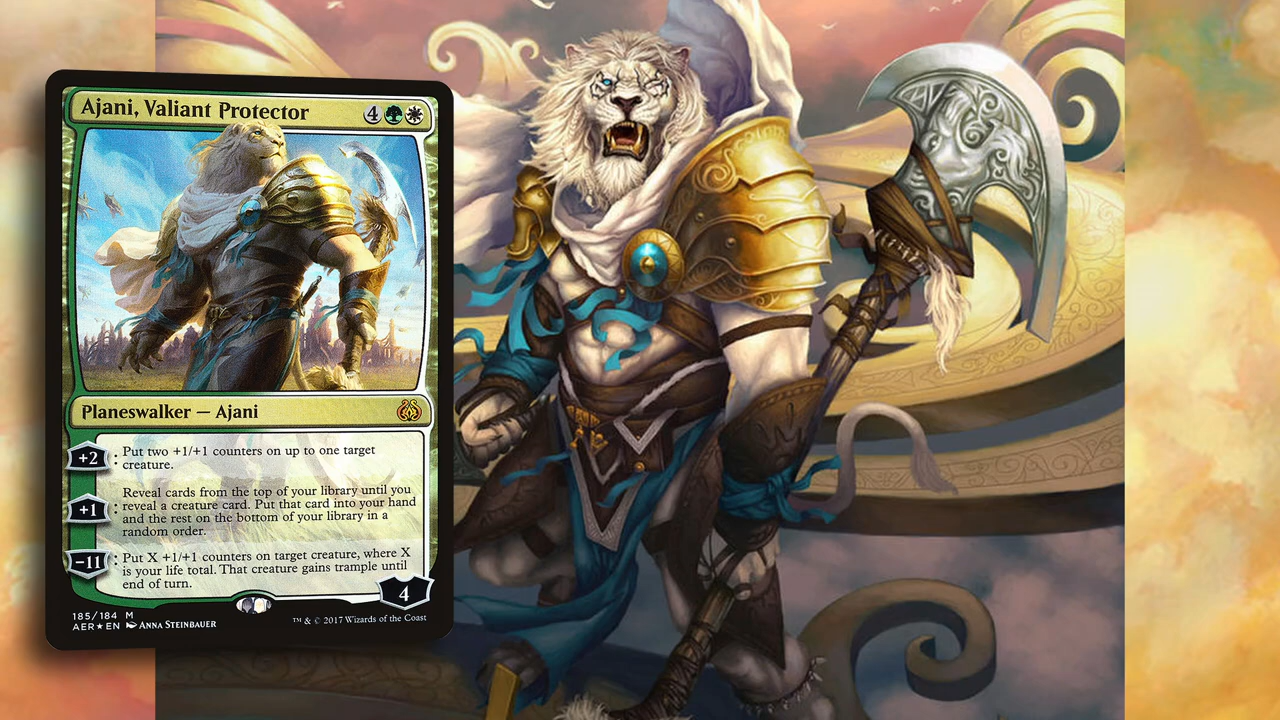 Ajani, Valiant Protector 4
Planeswalker — Ajani
+2 : Put two +1/+1 counters on up to one target
creature.
Reveal cards from the top of your library until you
+1 : reveal a creature card. Put that card into your hand
and the rest on the bottom of your library in a
random order.
−11 : Put X +1/+1 counters on target creature, where X
is your life total. That creature gains trample until
end of turn.
4
185/184 M
AER★EN Anna Steinbauer
™ & © 2017 Wizards of the Coast